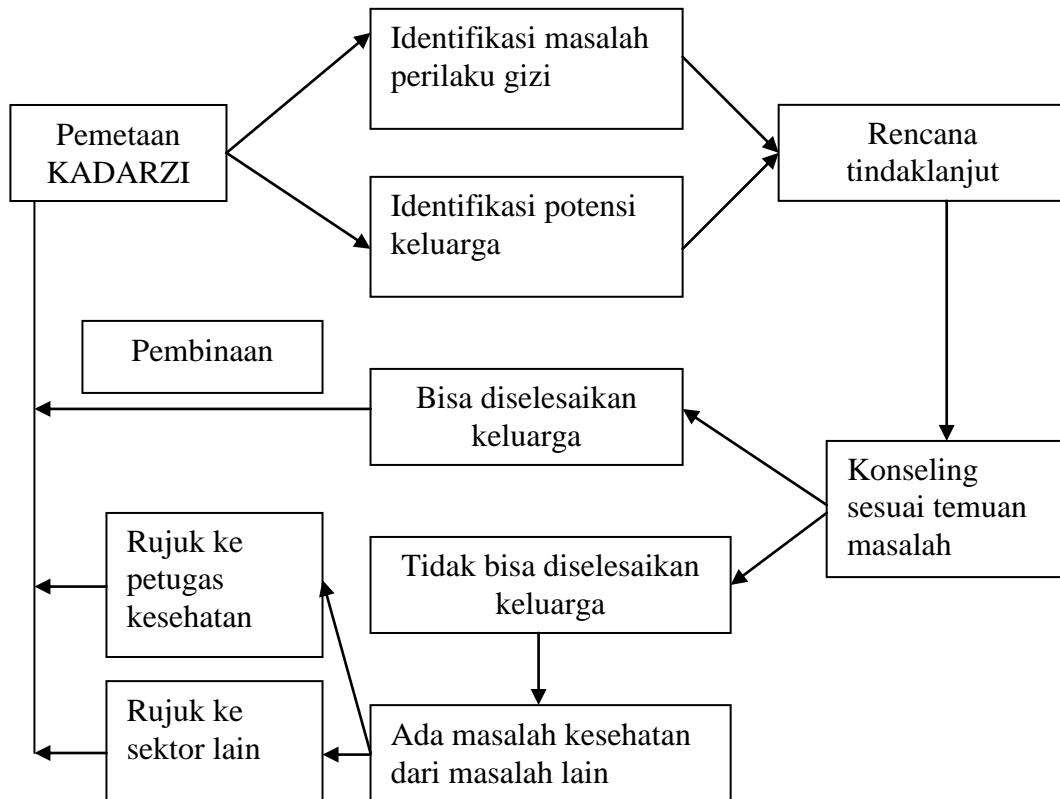 Identifikasi masalah
perilaku gizi
Pemetaan
KADARZI
Rencana
tindaklanjut
Identifikasi potensi
keluarga
Pembinaan
Bisa diselesaikan
keluarga
Konseling
sesuai temuan
masalah
Rujuk ke
petugas
kesehatan
Tidak bisa diselesaikan
keluarga
Rujuk ke
sektor lain
Ada masalah kesehatan
dari masalah lain